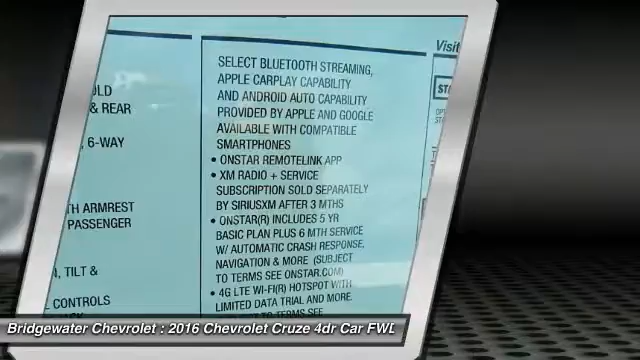 Visit
SELECT BLUETOOTH STREAMING,
APPLE CARPLAY CAPABILITY
AND ANDROID AUTO CAPABILITY
PROVIDED BY APPLE AND GOOGLE
AVAILABLE WITH COMPATIBLE
SMARTPHONES
• ONSTAR REMOTELINK APP
• XM RADIO + SERVICE
SUBSCRIPTION SOLD SEPARATELY
BY SIRIUSXM AFTER 3 MTHS
• ONSTAR(R) INCLUDES 5 YR
BASIC PLAN PLUS 6 MTH SERVICE
W/ AUTOMATIC CRASH RESPONSE,
NAVIGATION & MORE (SUBJECT
TO TERMS SEE ONSTAR.COM)
• 4G LTE WI-FI(R) HOTSPOT WITH
LIMITED DATA TRIAL AND MORE.
TO TERMS SEE
& REAR
, 6-WAY
ARMREST
PASSENGER
, TILT &
CONTROLS
Bridgewater Chevrolet : 2016 Chevrolet Cruze 4dr Car FWD